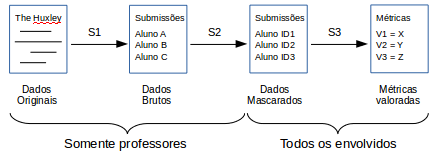 The Huxley
S1
Submissões
Aluno A
Aluno B
Aluno C
S2
Submissões
Aluno ID1
Aluno ID2
Aluno ID3
S3
Métricas
V1 = X
V2 = Y
V3 = Z
Dados
Originais
Dados
Brutos
Dados
Mascarados
Métricas
valoradas
Somente professores
Todos os envolvidos